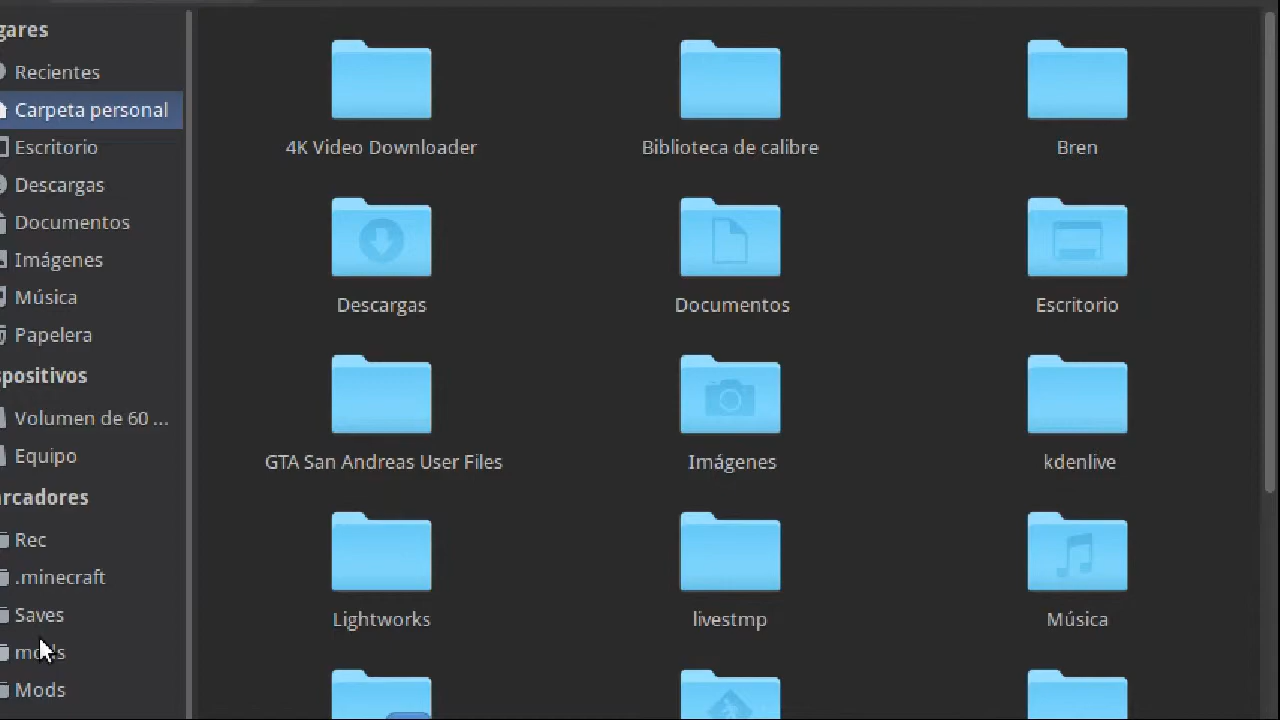 gares
Recientes
Carpeta personal
Escritorio
Descargas
Documentos
Imágenes
Música
Papelera
spositivos
Volumen de 60 ...
Equipo
arcadores
Rec
.minecraft
Saves
mods
Mods
4K Video Downloader
Biblioteca de calibre
Bren
Descargas
Documentos
Escritorio
GTA San Andreas User Files
Imágenes
kdenlive
Lightworks
livestmp
Música